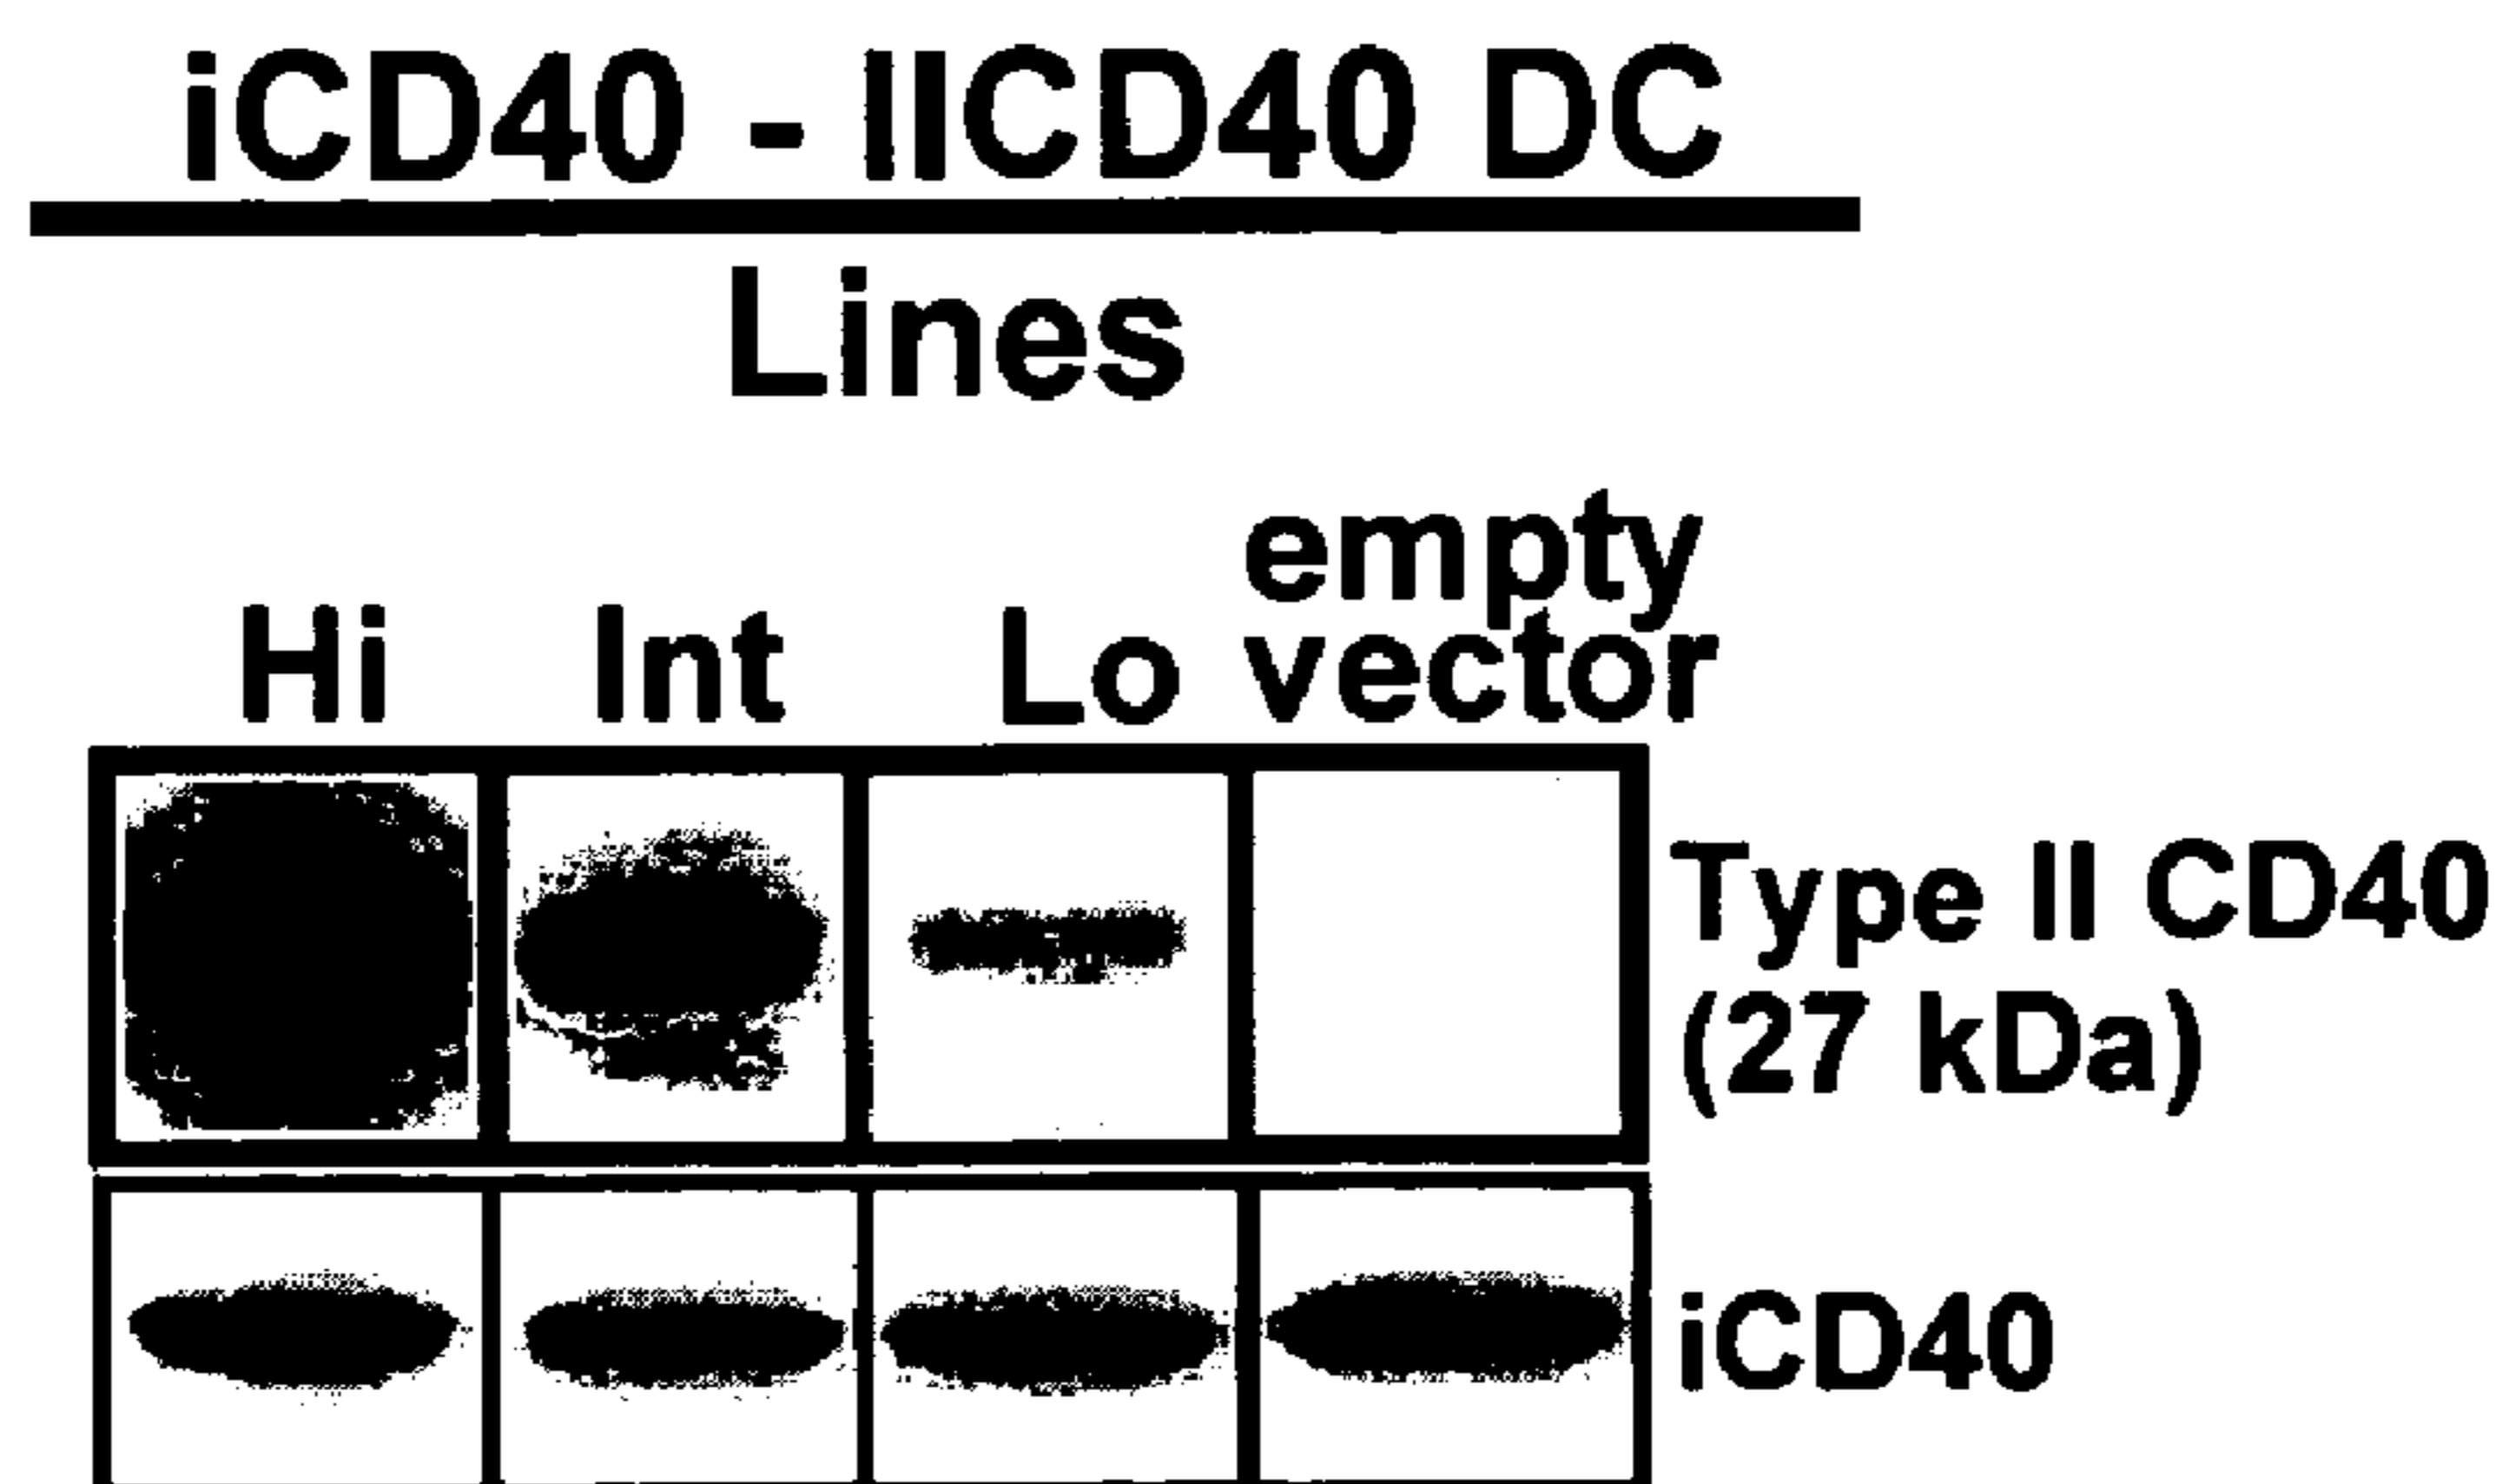 iCD40 - IICD40 DC
Lines
empty
Hi Int Lo vector
Type II CD40
(27 kDa)
iCD40